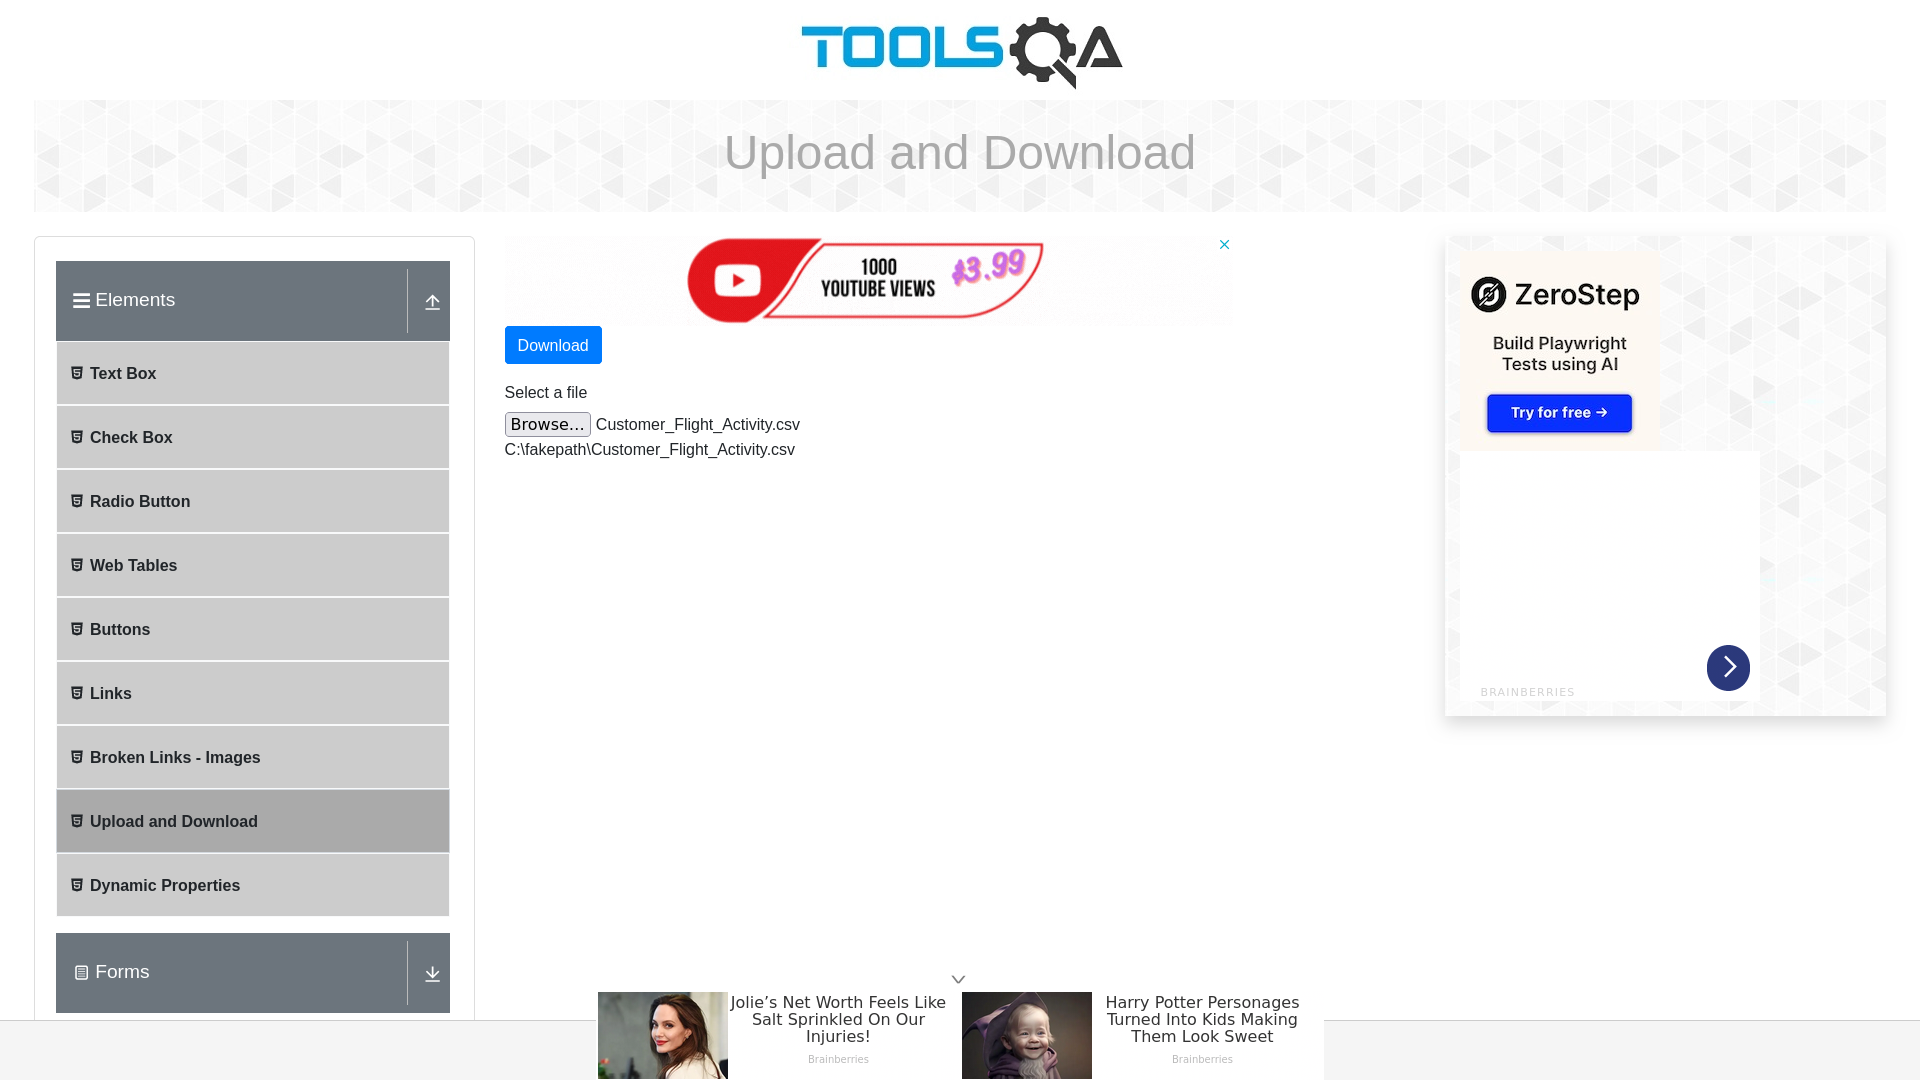 TOOLSQA
Upload and Download
Elements
Text Box
Check Box
Radio Button
Web Tables
Buttons
Links
Broken Links - Images
Upload and Download
Dynamic Properties
Forms
1000
YOUTUBE VIEWS
$3.99
Download
Select a file
Browse... Customer_Flight_Activity.csv
C:\fakepath\Customer_Flight_Activity.csv
ZeroStep
Build Playwright
Tests using AI
Try for free →
BRAINBERRIES
Jolie’s Net Worth Feels Like
Salt Sprinkled On Our
Injuries!
Brainberries
Harry Potter Personages
Turned Into Kids Making
Them Look Sweet
Brainberries